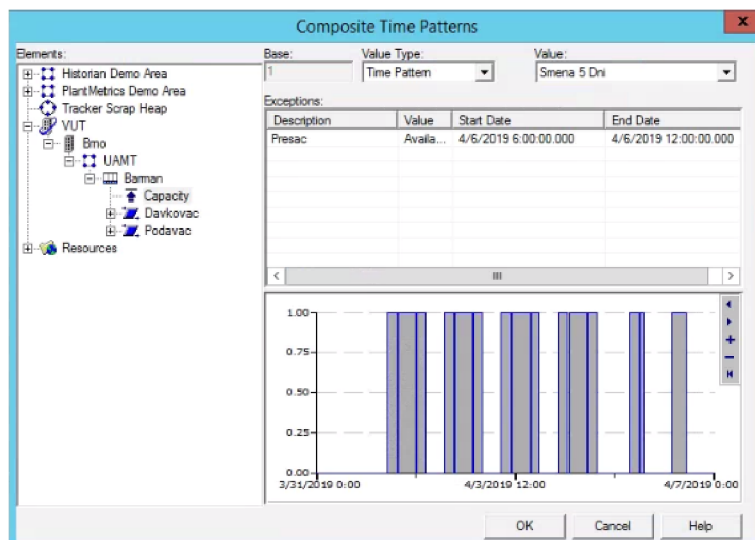 Composite Time Patterns
x
Elements:
Historian Demo Area
PlantMetrics Demo Area
Tracker Scrap Heap
VUT
Brno
UAMT
Barman
Capacity
Davkovac
Podavac
Resources
Base: Value Type: Value:
1 Time Pattern Smena 5 Dni
Exceptions:
Description Value Start Date End Date
Presac Availa... 4/6/2019 6:00:00.000 4/6/2019 12:00:00.000
1.00
0.75
0.50
0.25
0.00
3/31/2019 0:00 4/3/2019 12:00 4/7/2019 0:00
OK Cancel Help